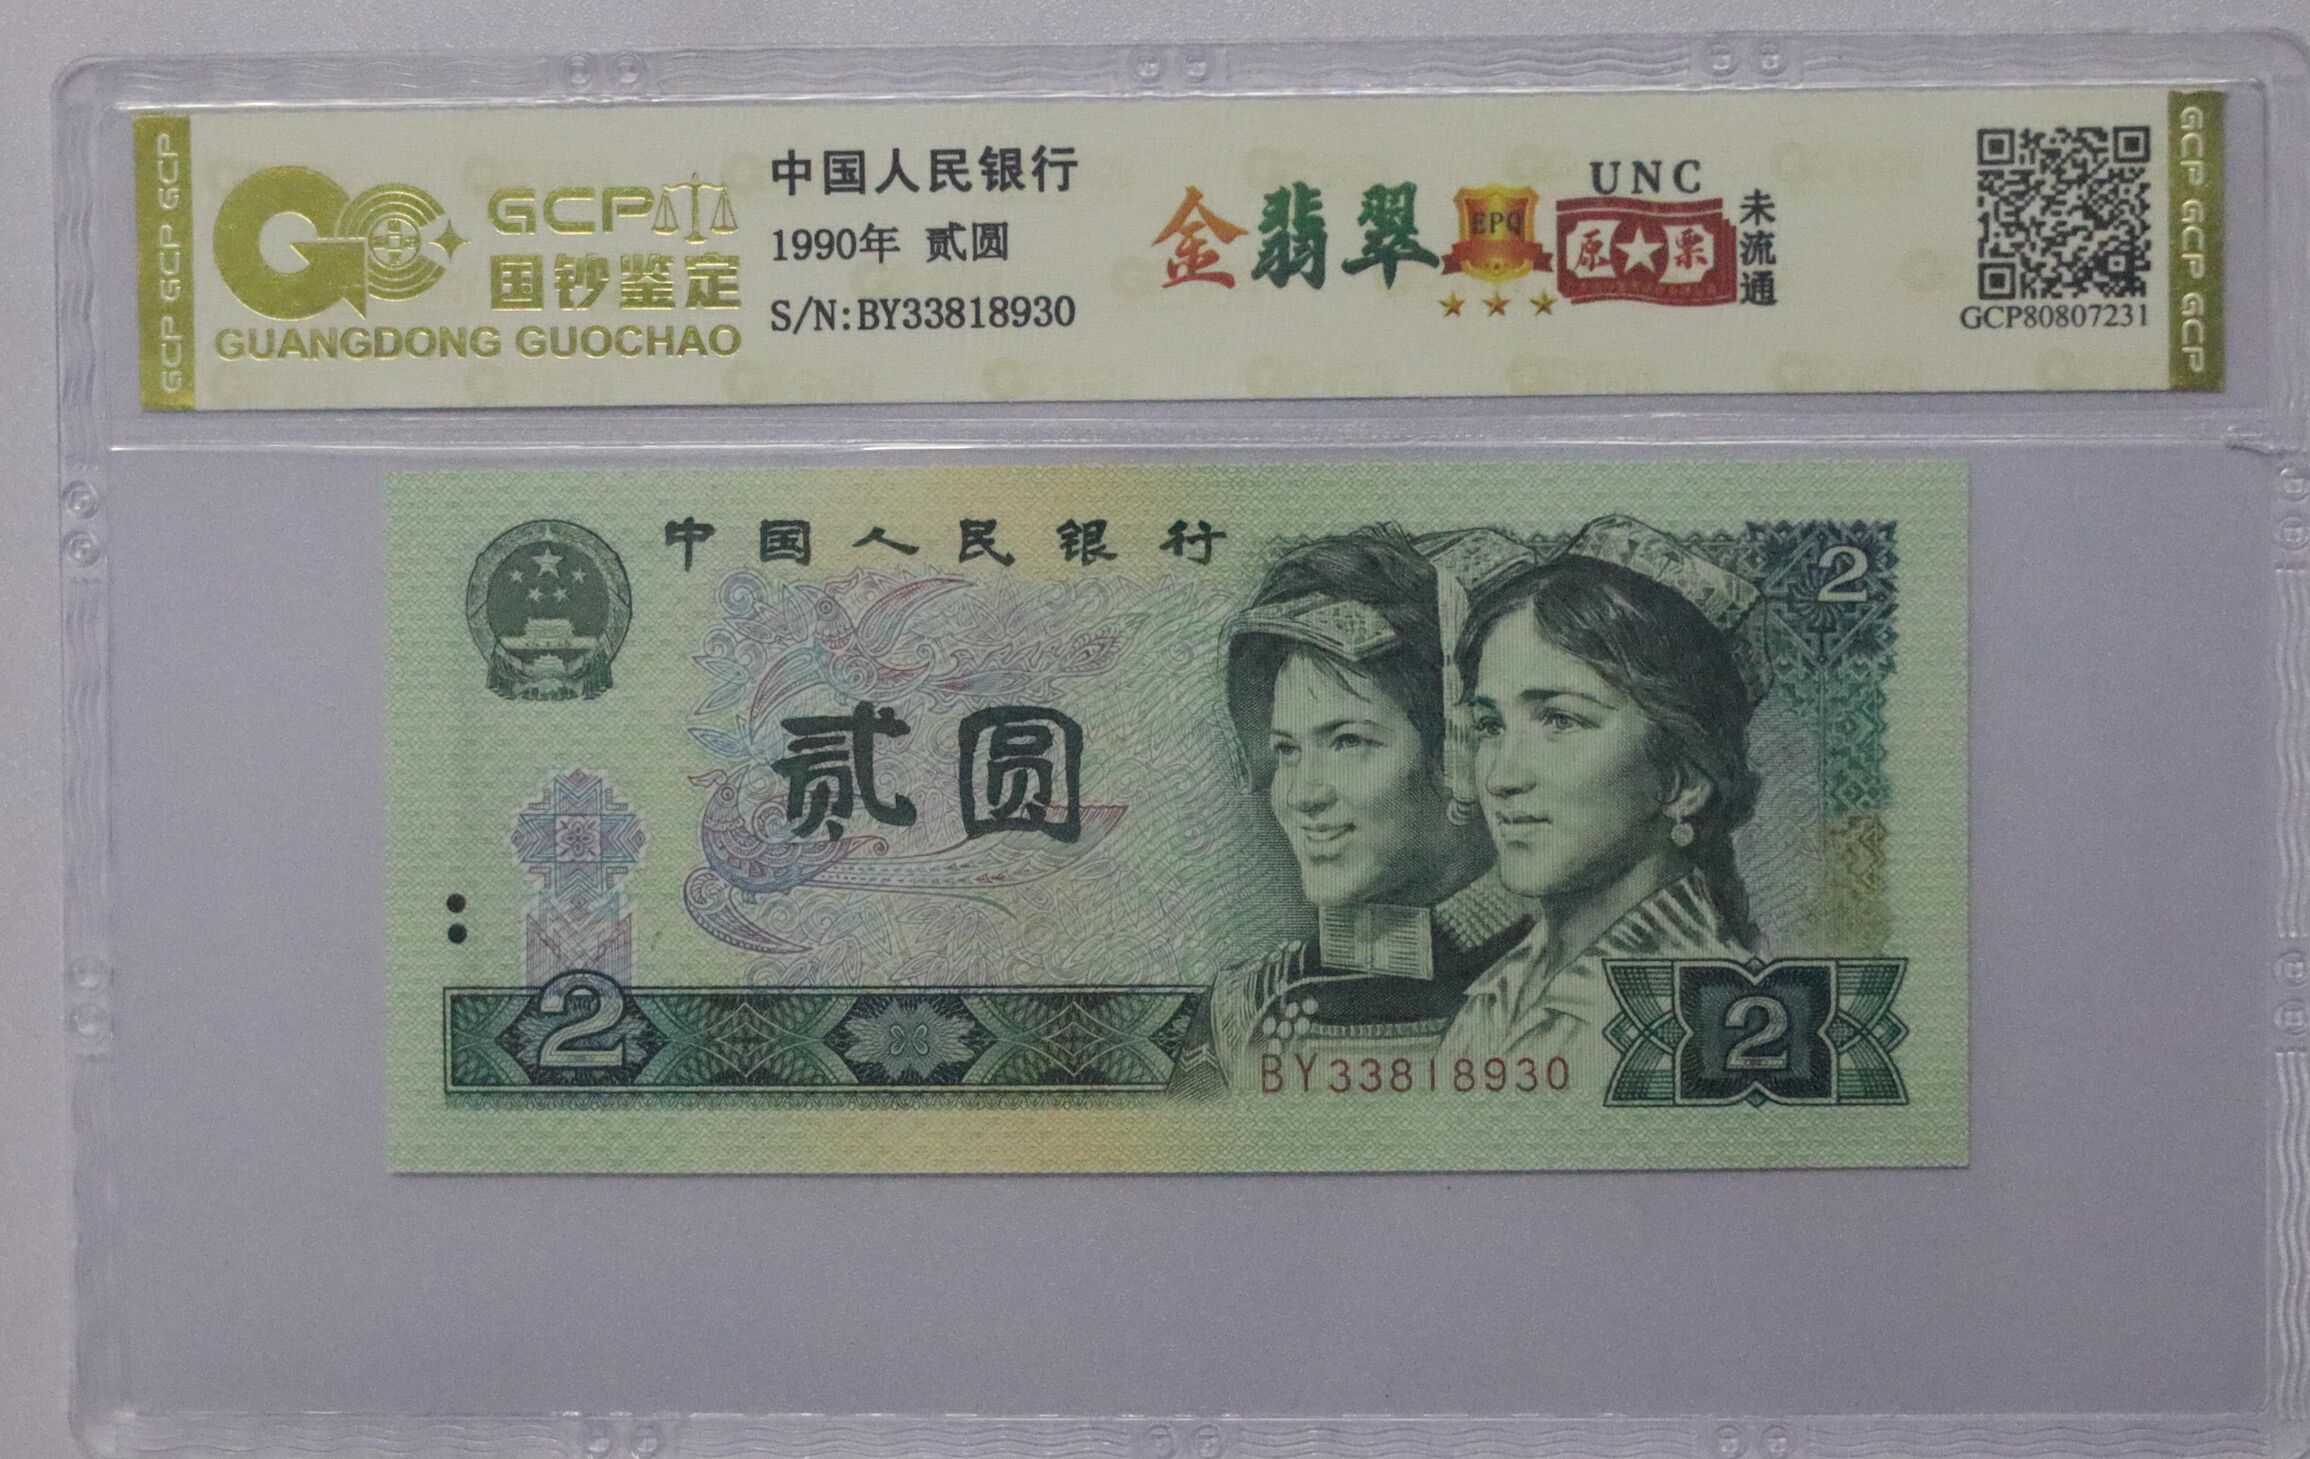 GCP GCP GCP
GCP
国钞鉴定
GUANGDONG GUOCHAO
中国人民银行
1990年 贰圆
S/N:BY33818930
金翡翠
EPQ
UNC
原★票
未流通
GCP80807231
GCP GCP GCP
中国人民银行
2
贰圆
2
BY33818930
2